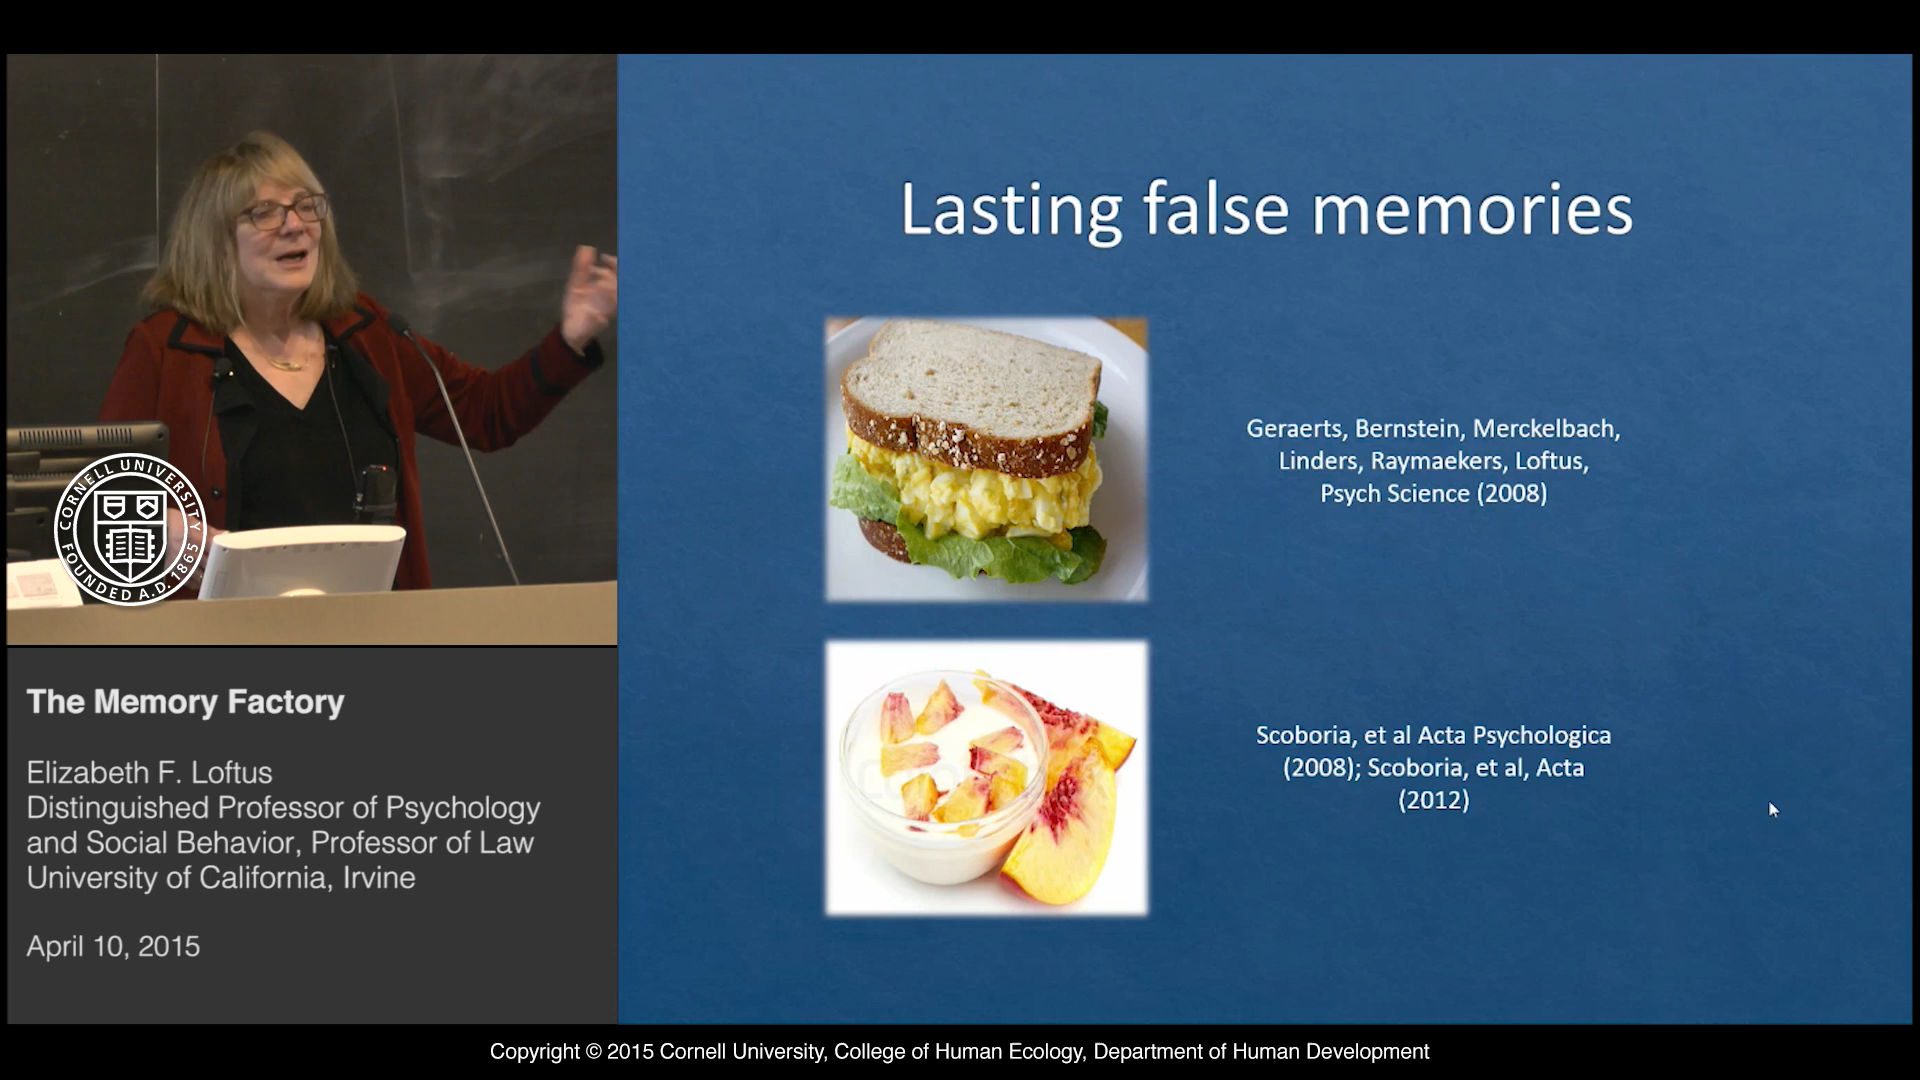 Lasting false memories
Geraerts, Bernstein, Merckelbach,
Linders, Raymaekers, Loftus,
Psych Science (2008)
Scoboria, et al Acta Psychologica
(2008); Scoboria, et al, Acta
(2012)
CORNELL UNIVERSITY
FOUNDED A.D. 1865
The Memory Factory
Elizabeth F. Loftus
Distinguished Professor of Psychology
and Social Behavior, Professor of Law
University of California, Irvine
April 10, 2015
Copyright © 2015 Cornell University, College of Human Ecology, Department of Human Development